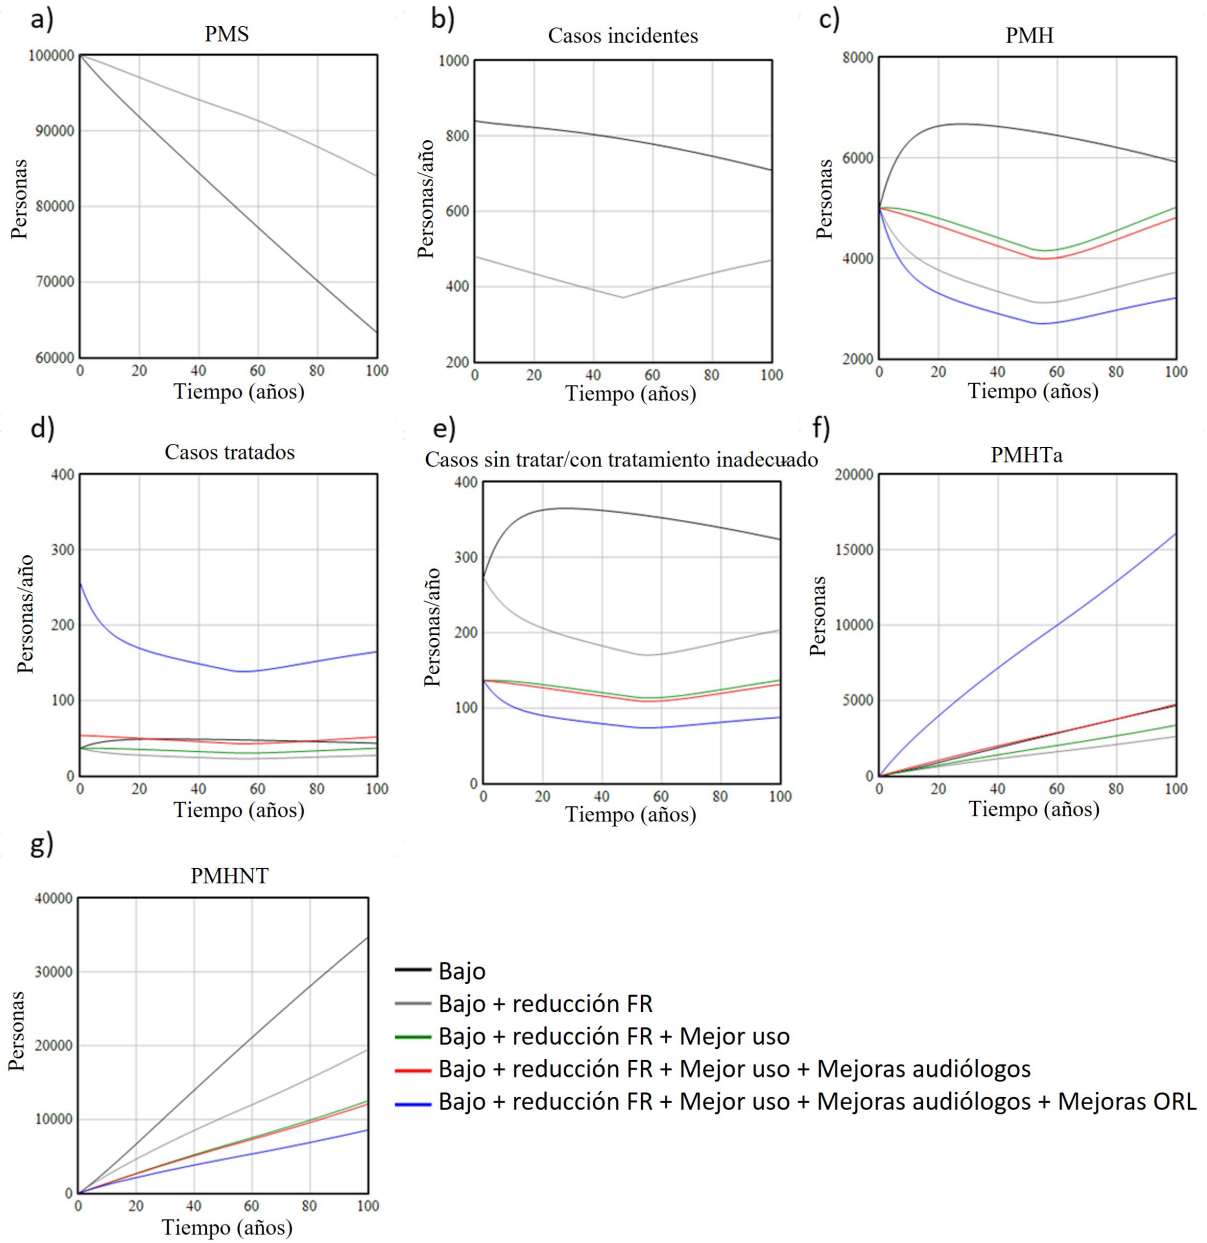 a)
PMS
100000
90000
80000
70000
60000
Personas
0
20
40
60
80
100
Tiempo (años)
b)
Casos incidentes
1000
800
600
400
200
Personas/año
0
20
40
60
80
100
Tiempo (años)
c)
PMH
8000
6000
4000
2000
Personas
0
20
40
60
80
100
Tiempo (años)
d)
Casos tratados
400
300
200
100
0
Personas/año
0
20
40
60
80
100
Tiempo (años)
e)
Casos sin tratar/con tratamiento inadecuado
400
300
200
100
0
Personas/año
0
20
40
60
80
100
Tiempo (años)
f)
PMHTa
20000
15000
10000
5000
0
Personas
0
20
40
60
80
100
Tiempo (años)
g)
PMHNT
40000
30000
20000
10000
0
Personas
0
20
40
60
80
100
Tiempo (años)
Bajo
Bajo + reducción FR
Bajo + reducción FR + Mejor uso
Bajo + reducción FR + Mejor uso + Mejoras audiólogos
Bajo + reducción FR + Mejor uso + Mejoras audiólogos + Mejoras ORL